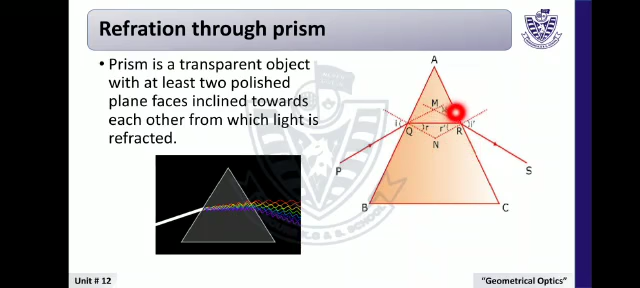 Refration through prism
• Prism is a transparent object
with at least two polished
plane faces inclined towards
each other from which light is
refracted.
A
M
i
Q
r
r'
R
i'
N
P
S
B
C
Unit # 12
"Geometrical Optics"